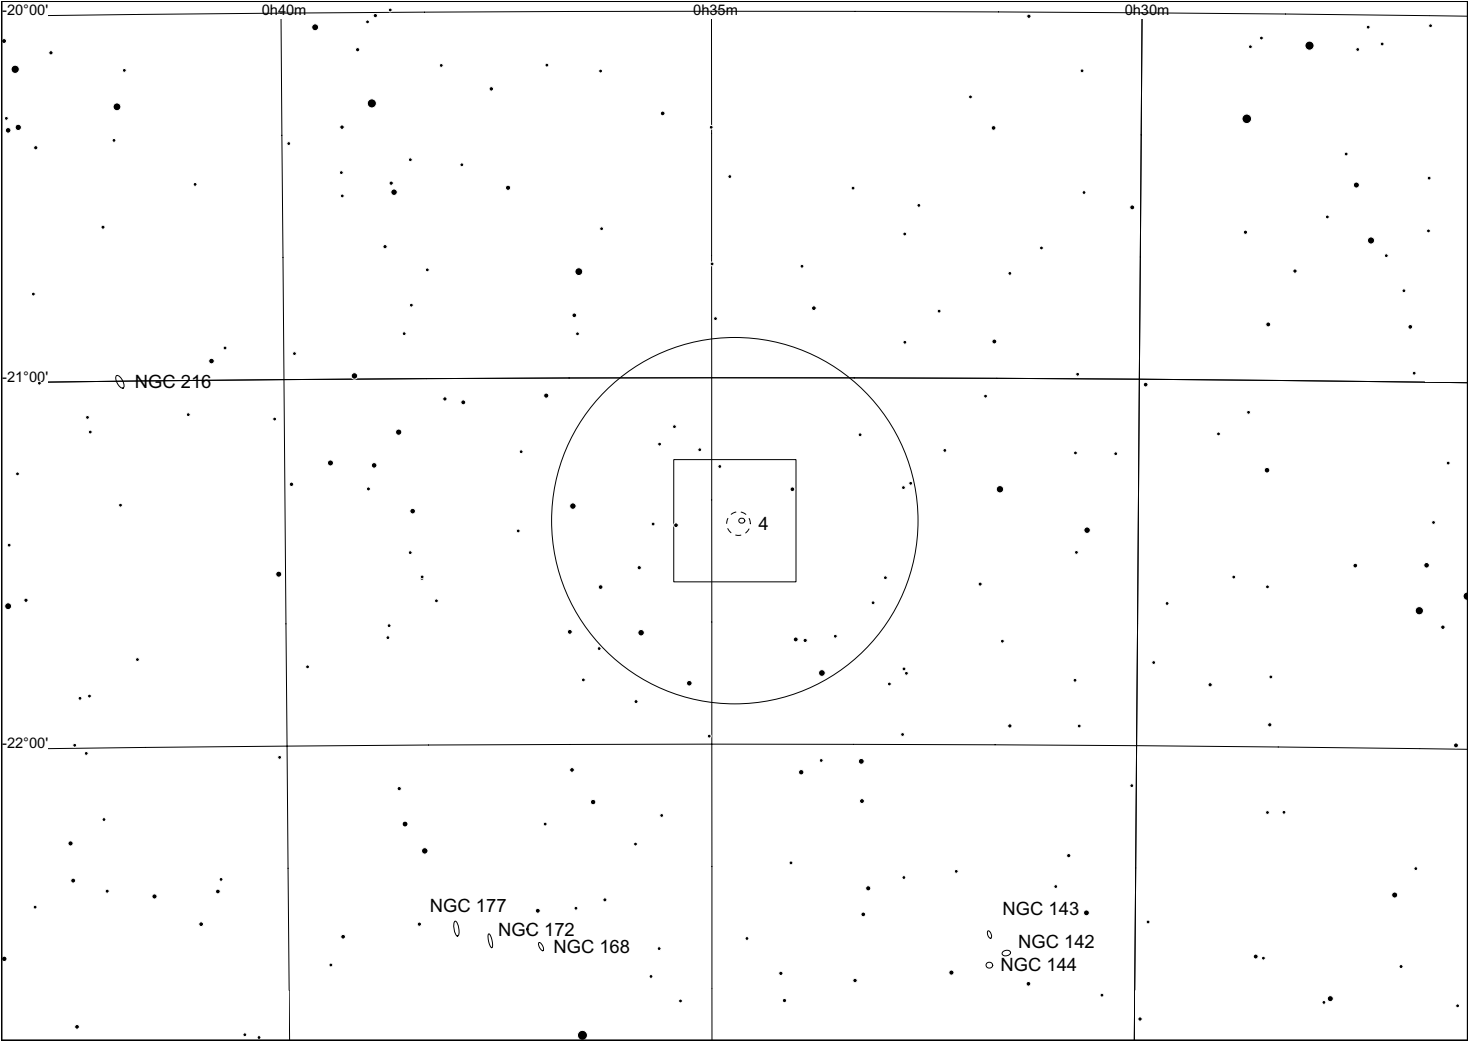 -20°00'
0h40m
0h35m
0h30m
-21°00'
NGC 216
4
-22°00'
NGC 177
NGC 172
NGC 168
NGC 143
NGC 142
NGC 144